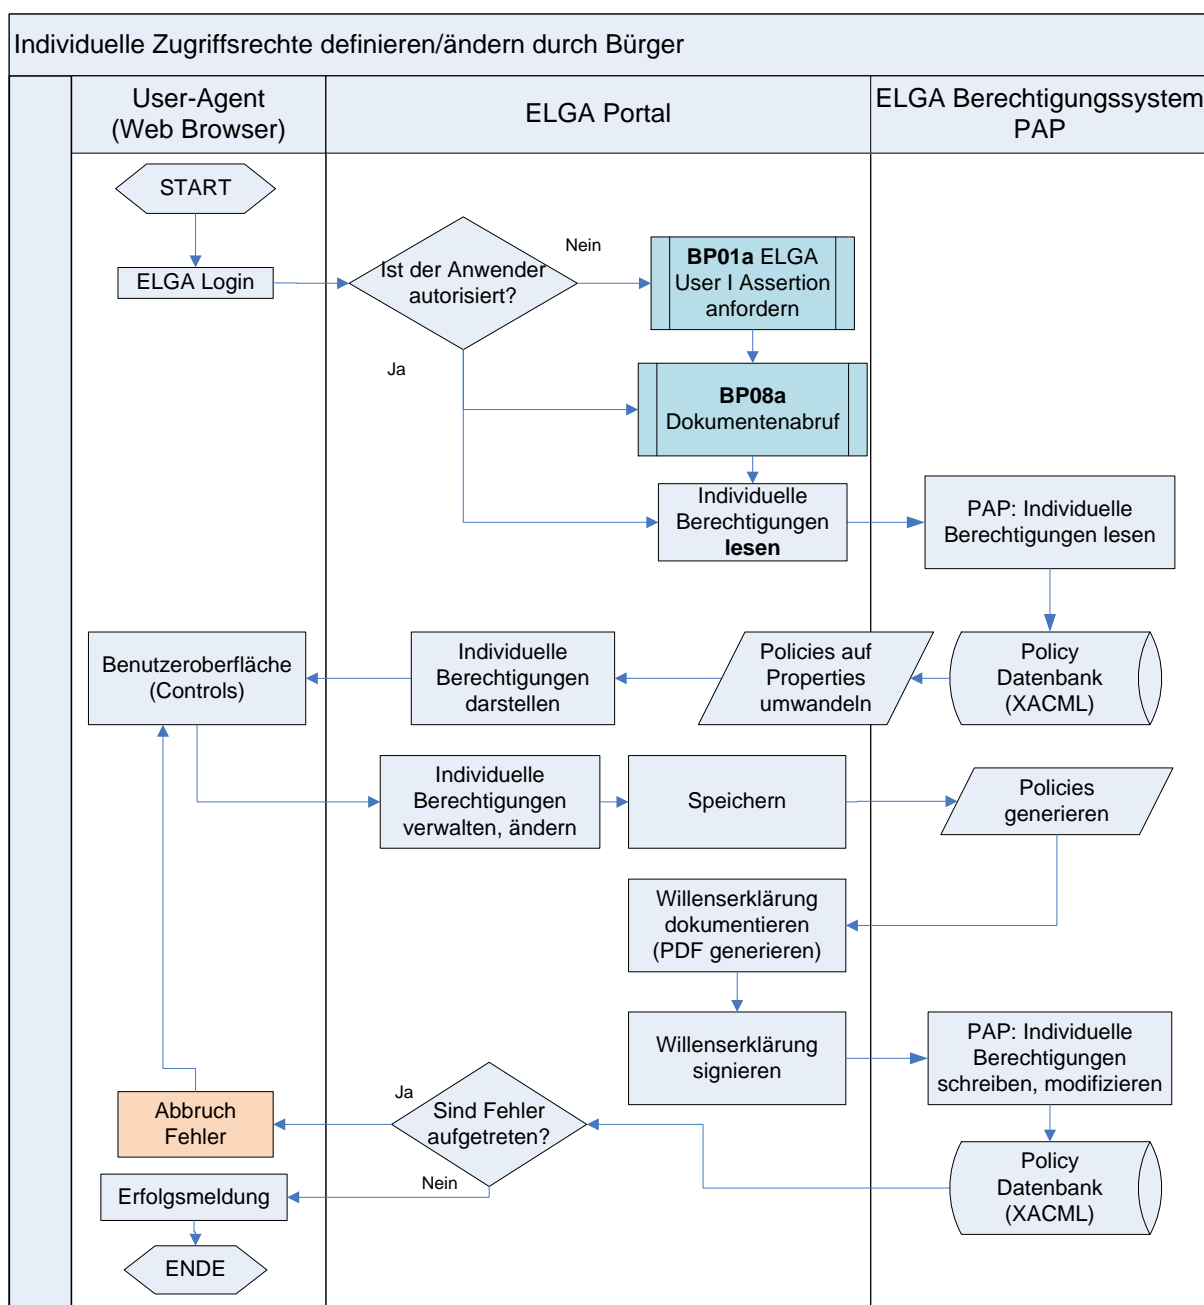 Individuelle Zugriffsrechte definieren/ändern durch Bürger
User-Agent
(Web Browser)
ELGA Portal
ELGA Berechtigungssystem
PAP
START
ELGA Login
Ist der Anwender
autorisiert?
Nein
Ja
BP01a ELGA
User I Assertion
anfordern
BP08a
Dokumentenabruf
Individuelle
Berechtigungen
lesen
PAP: Individuelle
Berechtigungen lesen
Policy
Datenbank
(XACML)
Policies auf
Properties
umwandeln
Individuelle
Berechtigungen
darstellen
Benutzeroberfläche
(Controls)
Individuelle
Berechtigungen
verwalten, ändern
Speichern
Policies
generieren
Willenserklärung
dokumentieren
(PDF generieren)
Willenserklärung
signieren
PAP: Individuelle
Berechtigungen
schreiben, modifizieren
Policy
Datenbank
(XACML)
Sind Fehler
aufgetreten?
Ja
Abbruch
Fehler
Nein
Erfolgsmeldung
ENDE